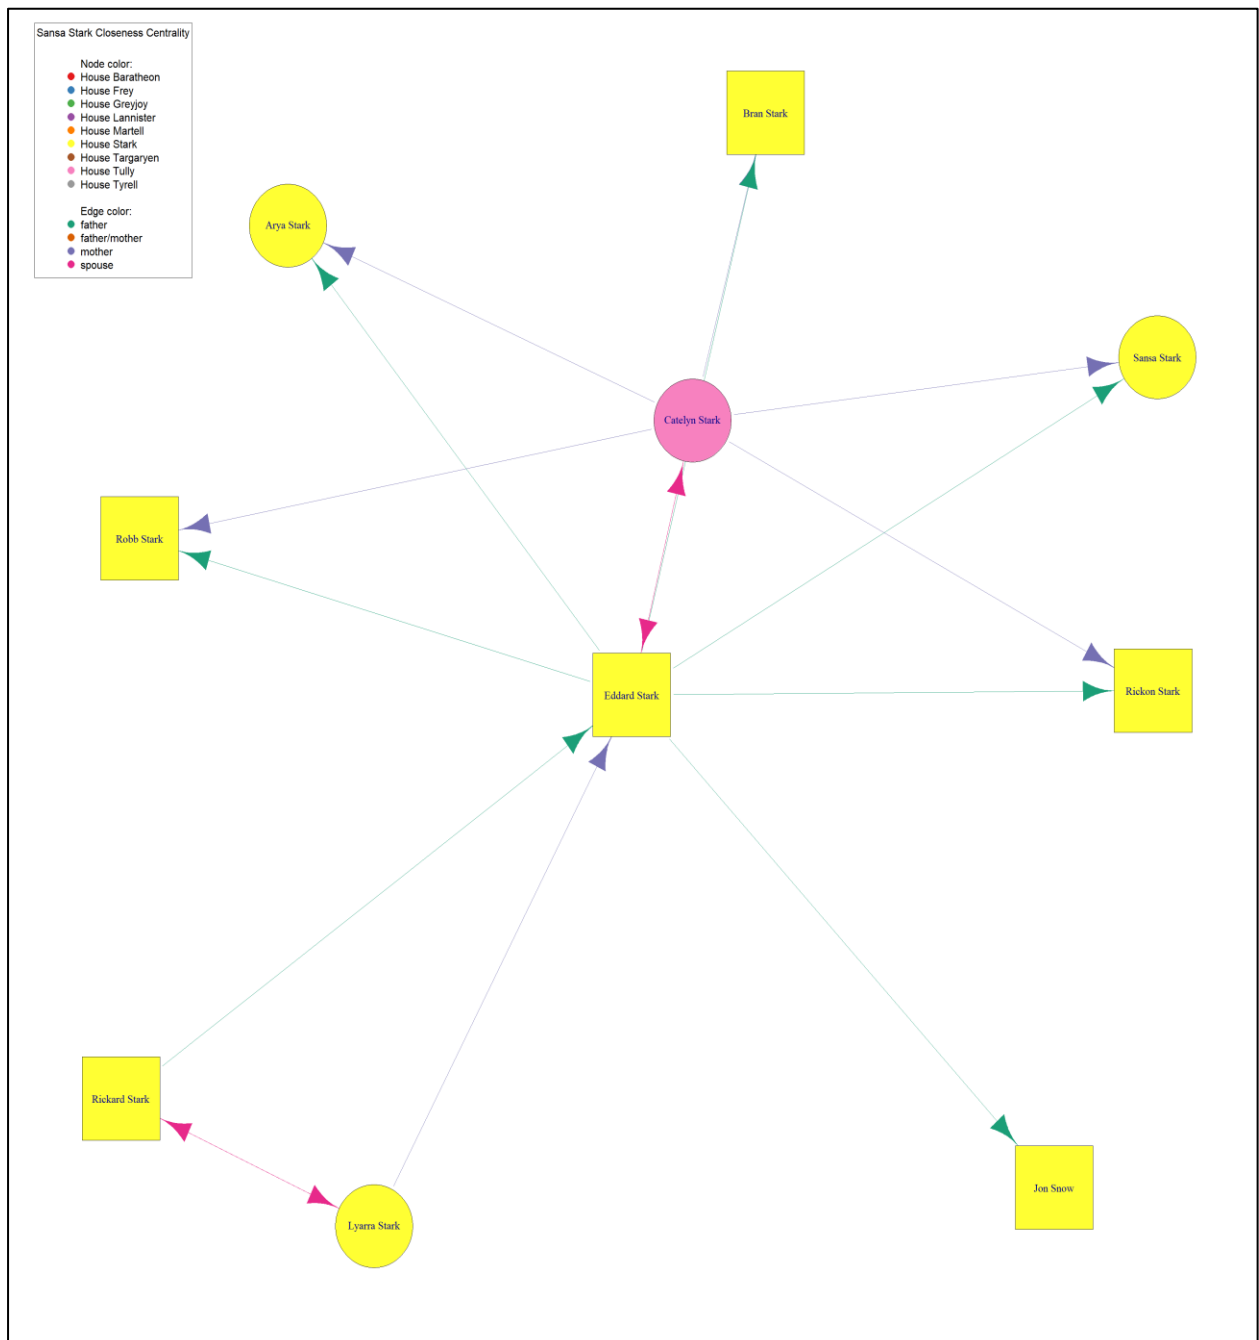 Sansa Stark Closeness Centrality
Node color:
House Baratheon
House Frey
House Greyjoy
House Lannister
House Martell
House Stark
House Targaryen
House Tully
House Tyrell
Edge color:
father
father/mother
mother
spouse
Bran Stark
Arya Stark
Sansa Stark
Catelyn Stark
Robb Stark
Eddard Stark
Rickon Stark
Rickard Stark
Jon Snow
Lyarra Stark